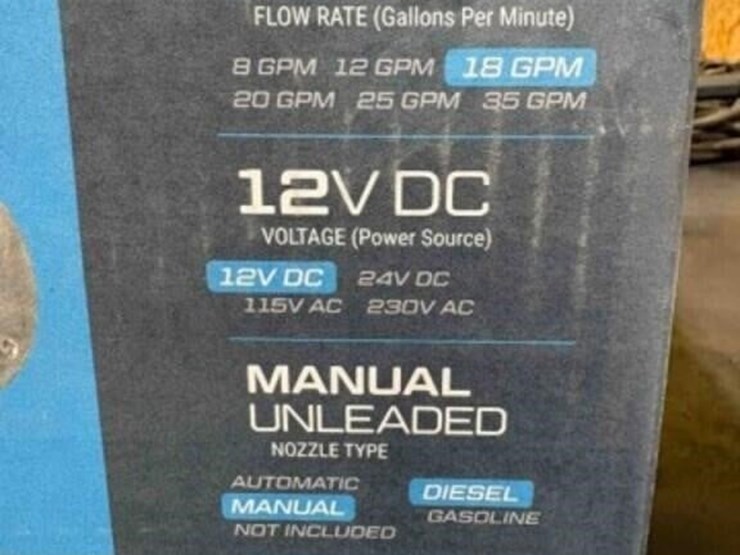 FLOW RATE (Gallons Per Minute)
8 GPM 12 GPM 18 GPM
20 GPM 25 GPM 35 GPM
12V DC
VOLTAGE (Power Source)
12V DC 24V DC
115V AC 230V AC
MANUAL
UNLEADED
NOZZLE TYPE
AUTOMATIC
MANUAL DIESEL
NOT INCLUDED GASOLINE